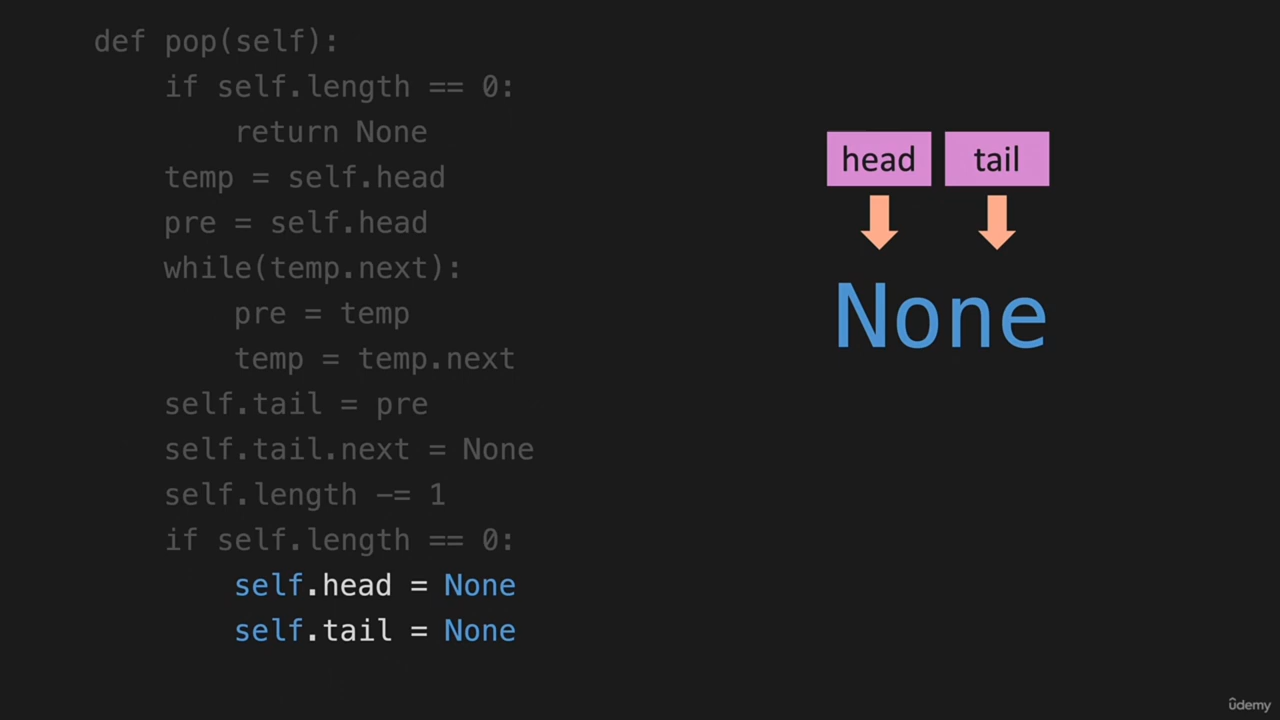 def pop(self):
    if self.length == 0:
        return None
    temp = self.head
    pre = self.head
    while(temp.next):
        pre = temp
        temp = temp.next
    self.tail = pre
    self.tail.next = None
    self.length -= 1
    if self.length == 0:
        self.head = None
        self.tail = None
head tail
None
ûdemy